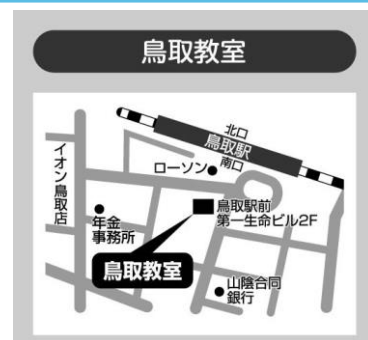 鳥取教室
北口
鳥取駅
南口
ローソン
イオン鳥取店
鳥取駅前
第一生命ビル2F
年金
事務所
鳥取教室
山陰合同
銀行